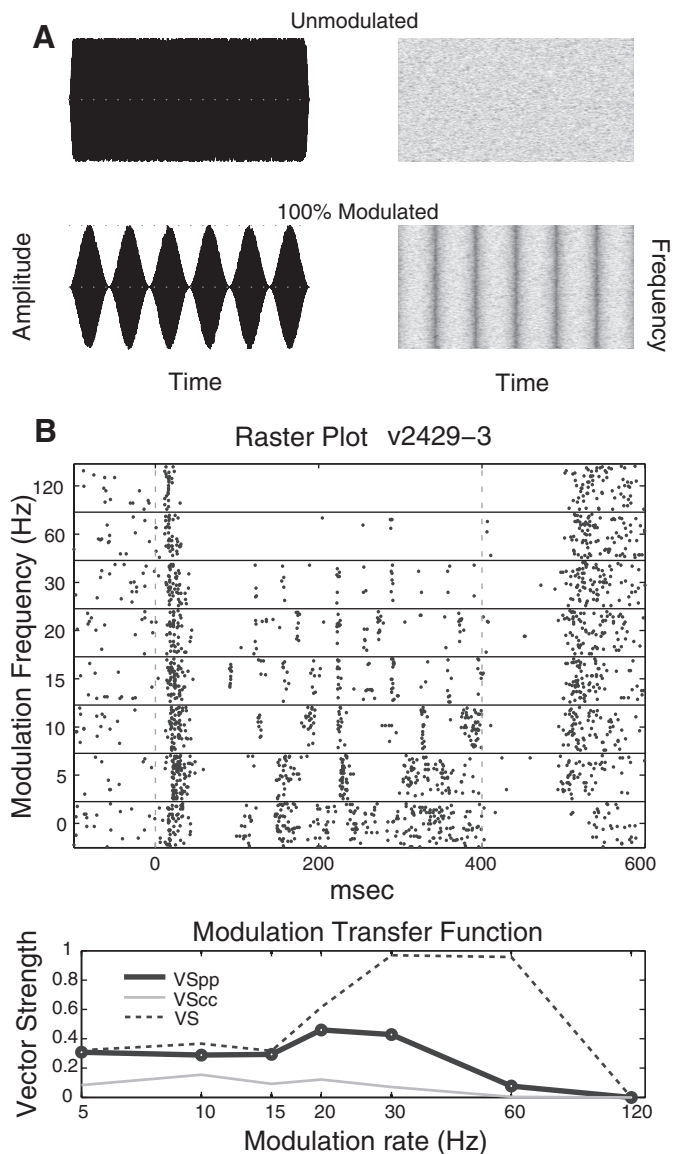 A
Unmodulated
100% Modulated
Amplitude
Frequency
Time
Time
B
Raster Plot v2429−3
Modulation Frequency (Hz)
120
60
30
20
15
10
5
0
0
200
400
600
msec
Modulation Transfer Function
Vector Strength
1
0.8
0.6
0.4
0.2
0
VSpp
VScc
VS
5
10
15
20
30
60
120
Modulation rate (Hz)